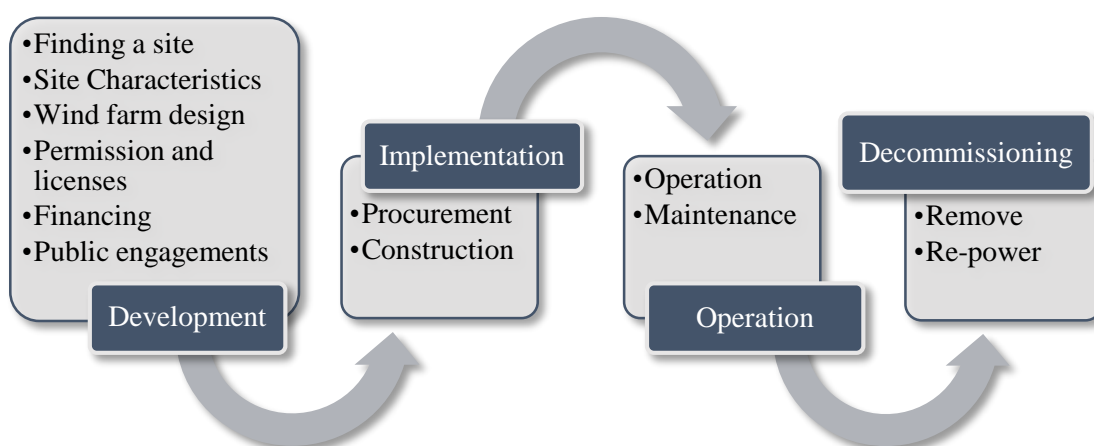 •Finding a site
•Site Characteristics
•Wind farm design
•Permission and
licenses
•Financing
•Public engagements
Development
Implementation
•Procurement
•Construction
•Operation
•Maintenance
Operation
Decommissioning
•Remove
•Re-power